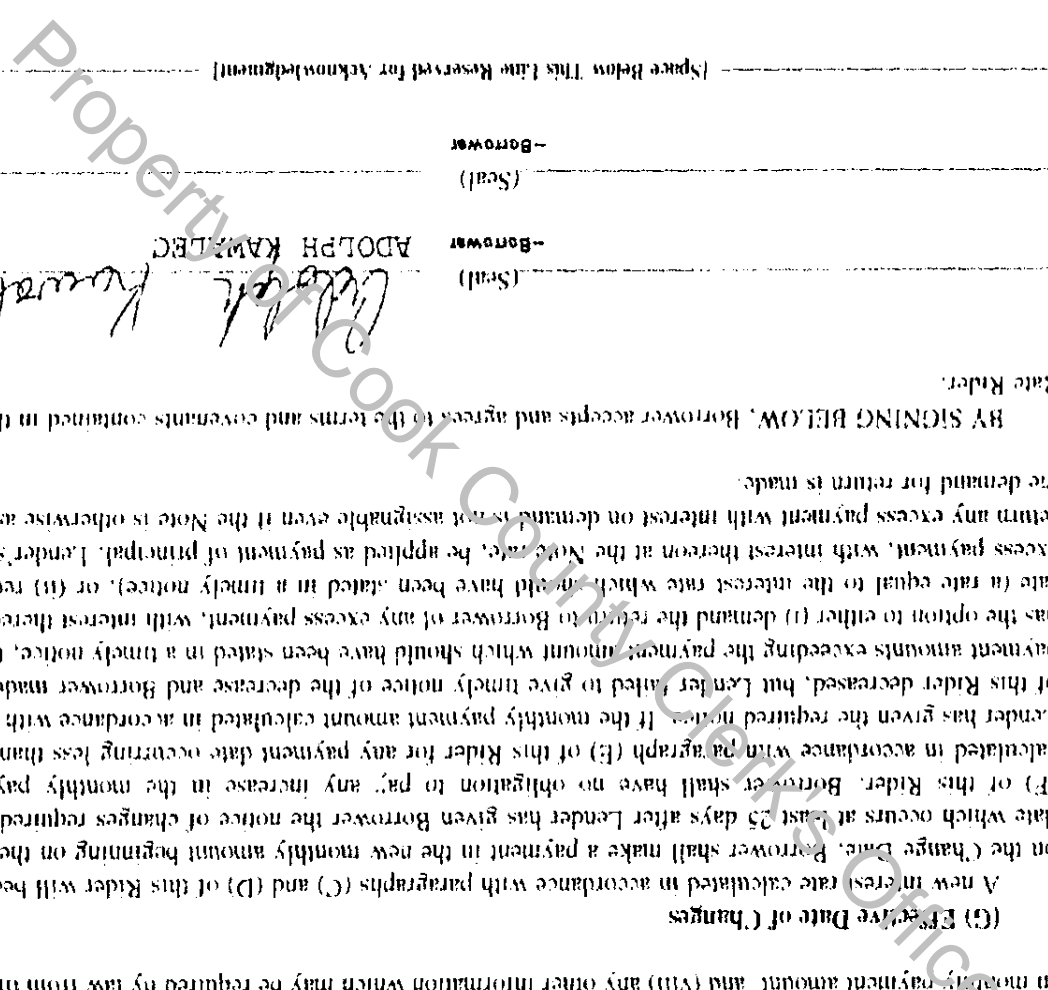 monthly payment amount and (viii) any other information which may be required by law from
(G) Effective Date of Changes
A new interest rate calculated in accordance with paragraphs (C) and (D) of this Rider will
on the Change Date. Borrower shall make a payment in the new monthly amount beginning on the
date which occurs at least 25 days after Lender has given Borrower the notice of changes required
F) of this Rider. Borrower shall have no obligation to pay any increase in the monthly
calculated in accordance with paragraph (E) of this Rider for any payment date occurring less than
Lender has given the required notice. If the monthly payment amount calculated in accordance with
of this Rider decreased, but Lender failed to give timely notice of the decrease and Borrower made
payment amounts exceeding the payment amount which should have been stated in a timely notice,
has the option to either (i) demand the return to Borrower of any excess payment, with interest
rate (a rate equal to the interest rate which should have been stated in a timely notice), or (ii)
excess payment, with interest thereon at the Note rate, be applied as payment of principal. Lender's
return any excess payment with interest on demand is not assignable even if the Note is otherwise
demand for return is made.
BY SIGNING BELOW, Borrower accepts and agrees to the terms and covenants contained in
Rate Rider.
(Seal)
ADOLPH KAWALEC -Borrower
(Seal)
-Borrower
[Space Below This Line Reserved for Acknowledgment]
Property of Cook County Clerk's Office